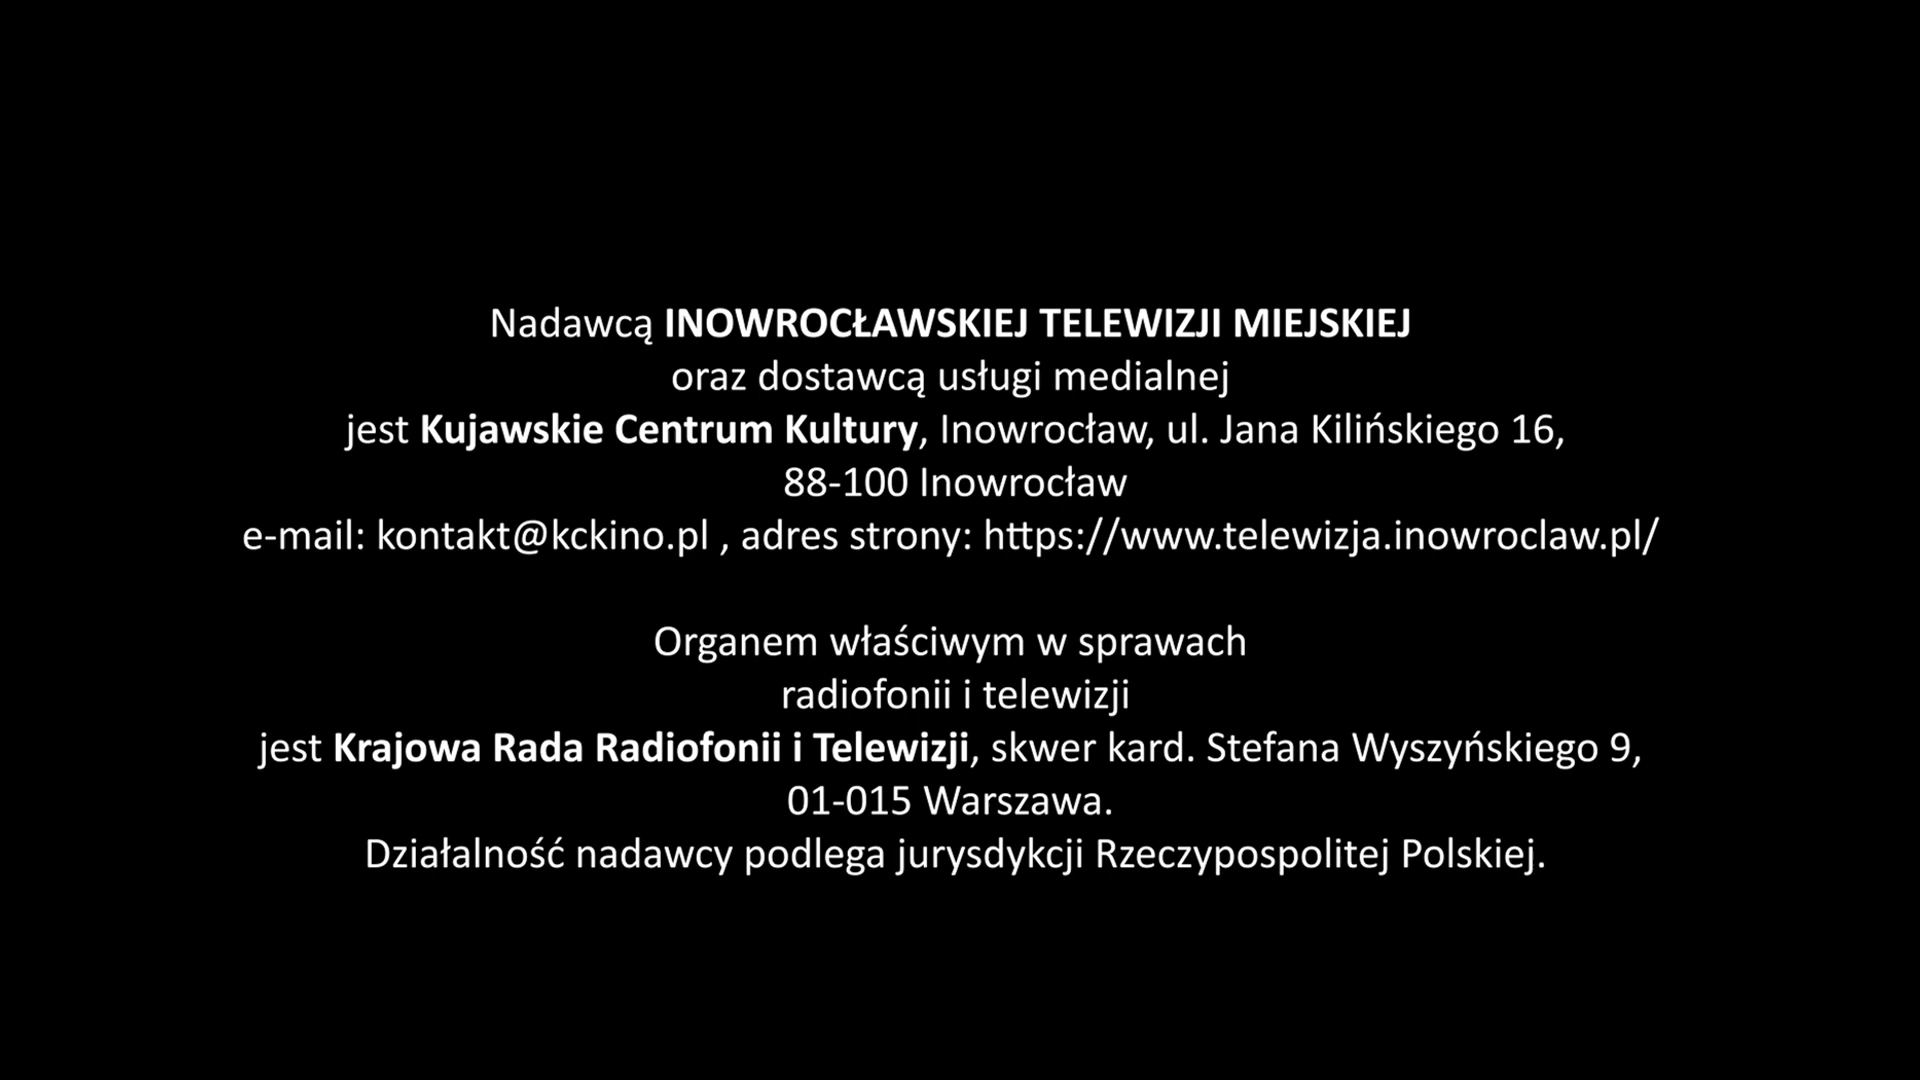 Nadawcą INOWROCŁAWSKIEJ TELEWIZJI MIEJSKIEJ
oraz dostawcą usługi medialnej
jest Kujawskie Centrum Kultury, Inowrocław, ul. Jana Kilińskiego 16,
88-100 Inowrocław
e-mail: kontakt@kckino.pl , adres strony: https://www.telewizja.inowroclaw.pl/
Organem właściwym w sprawach
radiofonii i telewizji
jest Krajowa Rada Radiofonii i Telewizji, skwer kard. Stefana Wyszyńskiego 9,
01-015 Warszawa.
Działalność nadawcy podlega jurysdykcji Rzeczypospolitej Polskiej.